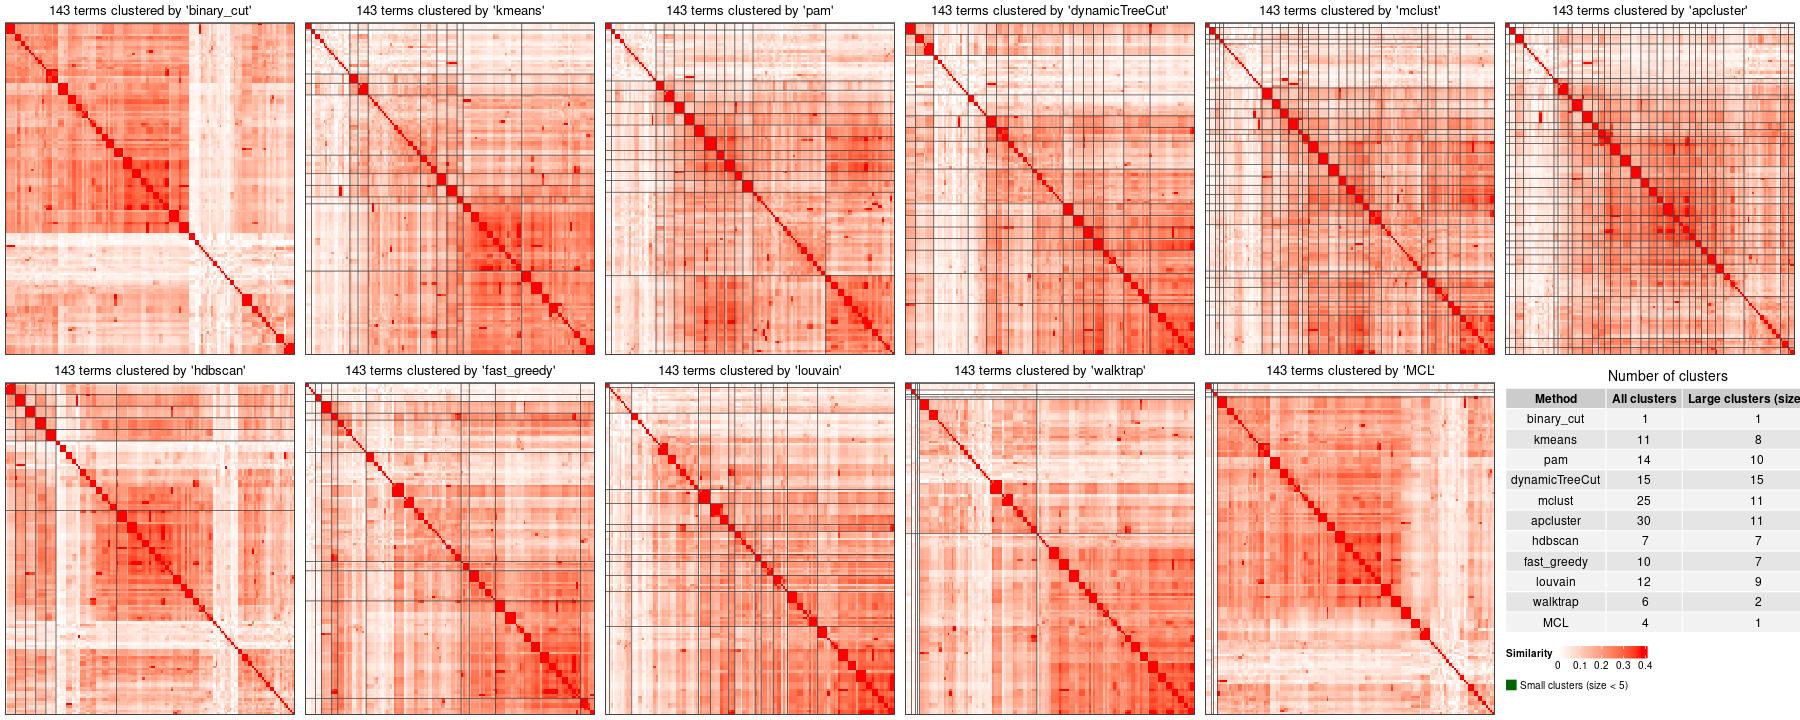 143 terms clustered by 'binary_cut'
143 terms clustered by 'kmeans'
143 terms clustered by 'pam'
143 terms clustered by 'dynamicTreeCut'
143 terms clustered by 'mclust'
143 terms clustered by 'apcluster'
143 terms clustered by 'hdbscan'
143 terms clustered by 'fast_greedy'
143 terms clustered by 'louvain'
143 terms clustered by 'walktrap'
143 terms clustered by 'MCL'
Number of clusters
Method All clusters Large clusters (size
binary_cut 1 1
kmeans 11 8
pam 14 10
dynamicTreeCut 15 15
mclust 25 11
apcluster 30 11
hdbscan 7 7
fast_greedy 10 7
louvain 12 9
walktrap 6 2
MCL 4 1
Similarity
0 0.1 0.2 0.3 0.4
Small clusters (size < 5)